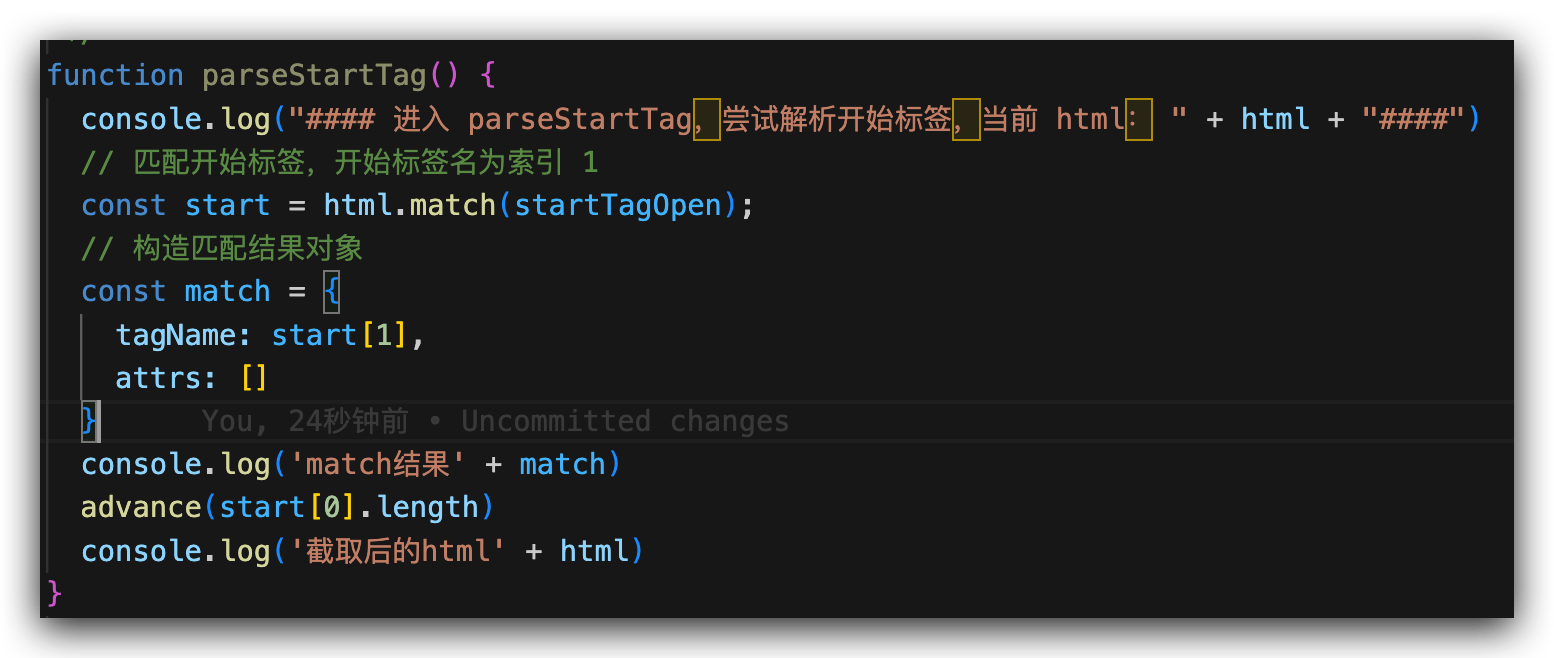 function parseStartTag() {
  console.log("#### 进入 parseStartTag，尝试解析开始标签，当前 html： " + html + "####")
  // 匹配开始标签，开始标签名为索引 1
  const start = html.match(startTagOpen);
  // 构造匹配结果对象
  const match = {
    tagName: start[1],
    attrs: []
  }      You, 24秒钟前 • Uncommitted changes
  console.log('match结果' + match)
  advance(start[0].length)
  console.log('截取后的html' + html)
}